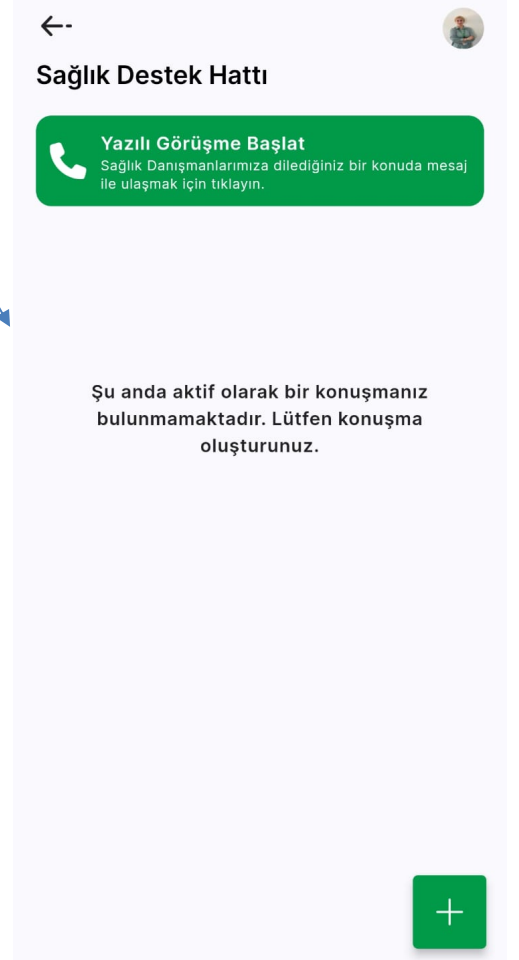 Sağlık Destek Hattı
Yazılı Görüşme Başlat
Sağlık Danışmanlarımıza dilediğiniz bir konuda mesaj
ile ulaşmak için tıklayın.
Şu anda aktif olarak bir konuşmanız
bulunmamaktadır. Lütfen konuşma
oluşturunuz.